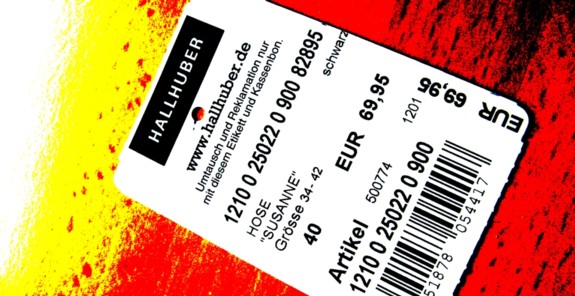 HALLHUBER
www.hallhuber.de
Umtausch und Reklamation nur
mit diesem Etikett und Kassenbon.
1210 0 25022 0 900 82895
schwarz
HOSE
"SUSANNE"
Grösse 34- 42
40
EUR 69,95
Artikel 500774 1201
1210 0 25022 0 900
51878 054417
EUR
69,95